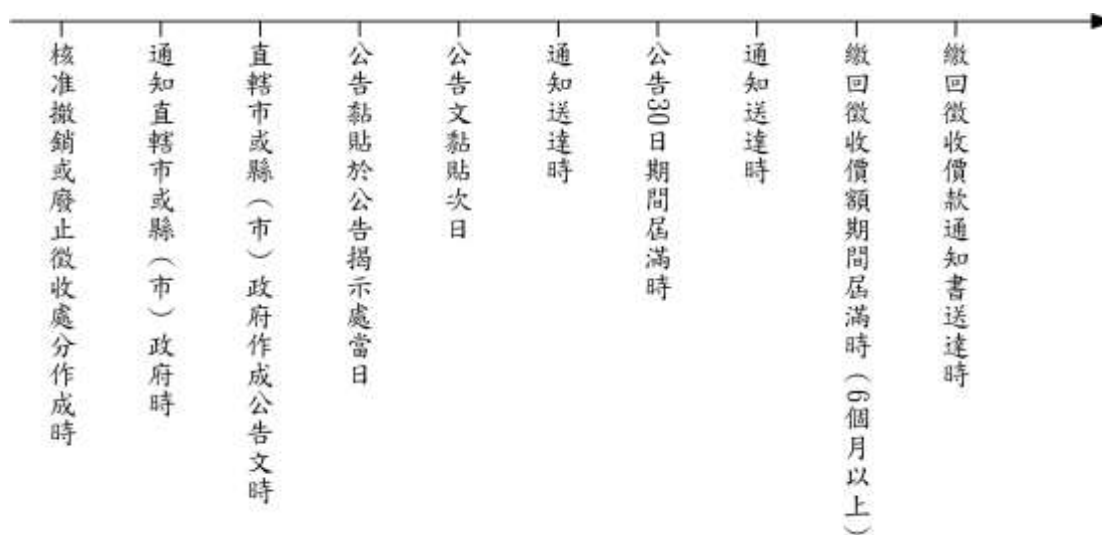 核准撤銷或廢止徵收處分作成時
通知直轄市或縣（市）政府時
直轄市或縣（市）政府作成公告文時
公告黏貼於公告揭示處當日
公告文黏貼次日
通知送達時
公告30日期間屆滿時
通知送達時
繳回徵收價額期間屆滿時（6個月以上）
繳回徵收價款通知書送達時